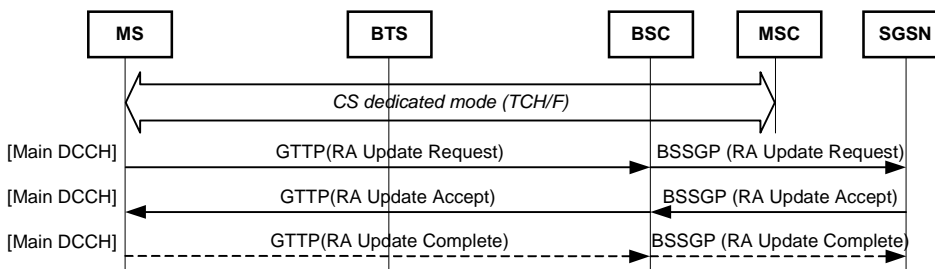 MS BTS BSC MSC SGSN
CS dedicated mode (TCH/F)
[Main DCCH] GTTP(RA Update Request) BSSGP (RA Update Request)
[Main DCCH] GTTP(RA Update Accept) BSSGP (RA Update Accept)
[Main DCCH] GTTP(RA Update Complete) BSSGP (RA Update Complete)